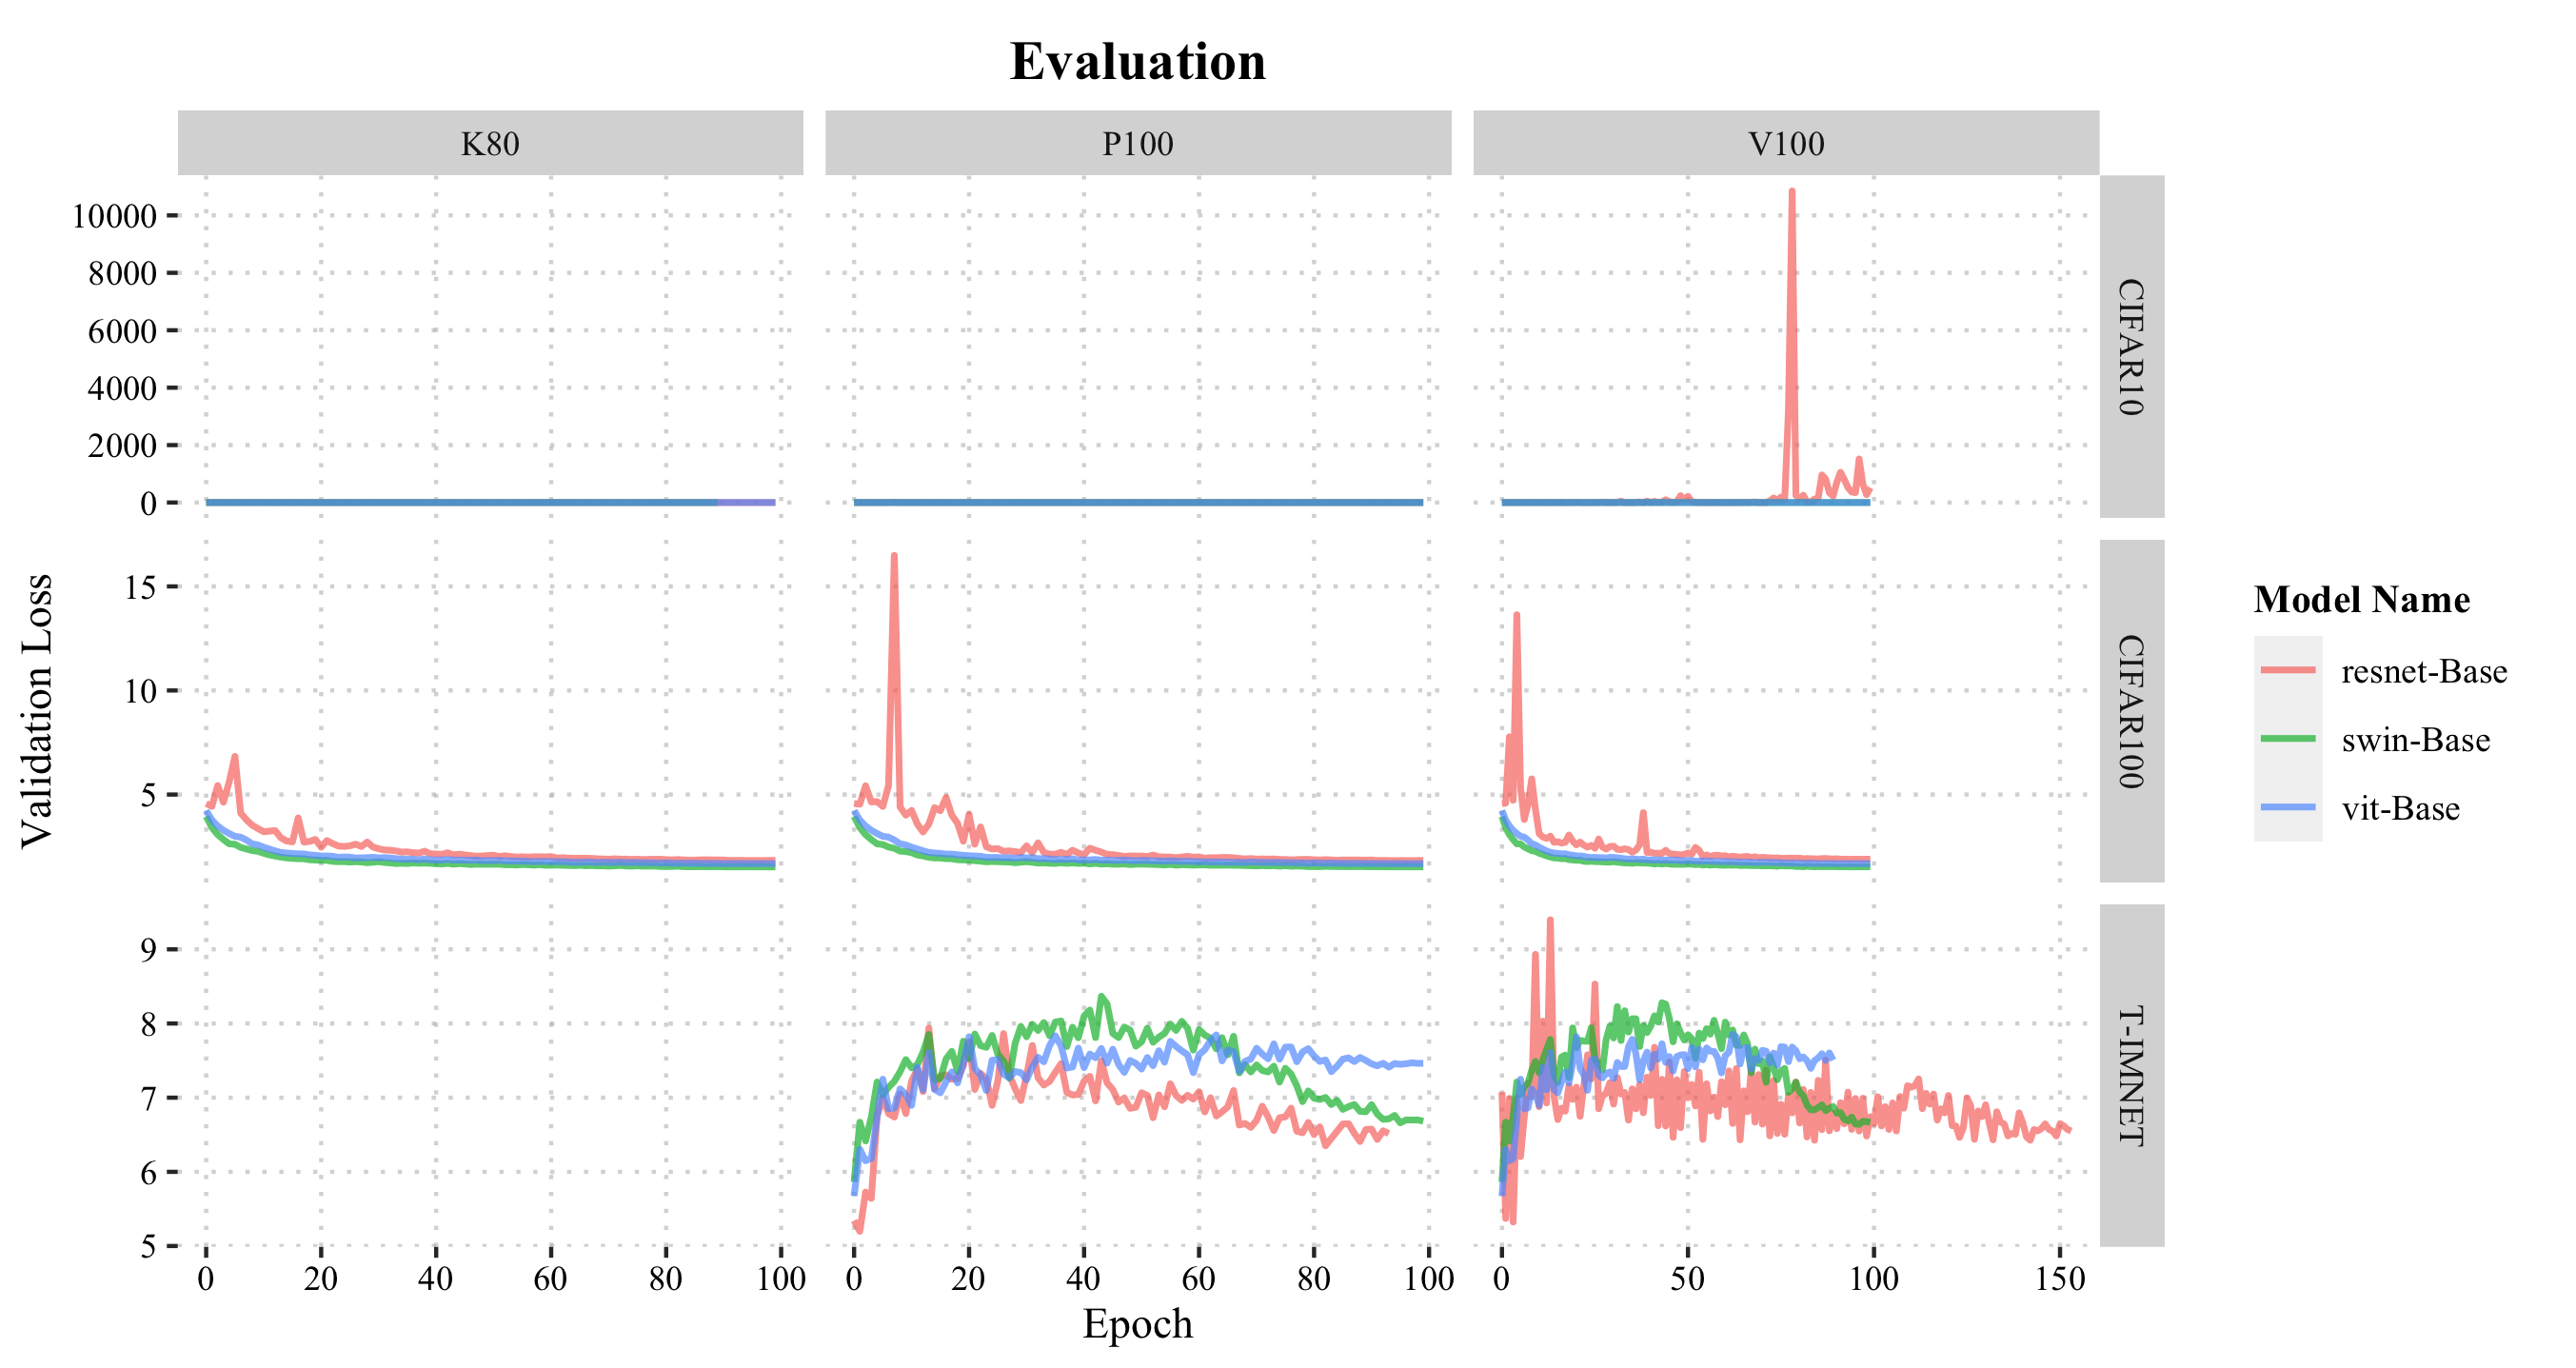 Evaluation
K80
P100
V100
10000
8000
6000
4000
2000
0
CIFAR10
15
10
5
CIFAR100
9
8
7
6
5
T-IMNET
0 20 40 60 80 100
0 20 40 60 80 100
0 50 100 150
Epoch
Validation Loss
Model Name
resnet-Base
swin-Base
vit-Base